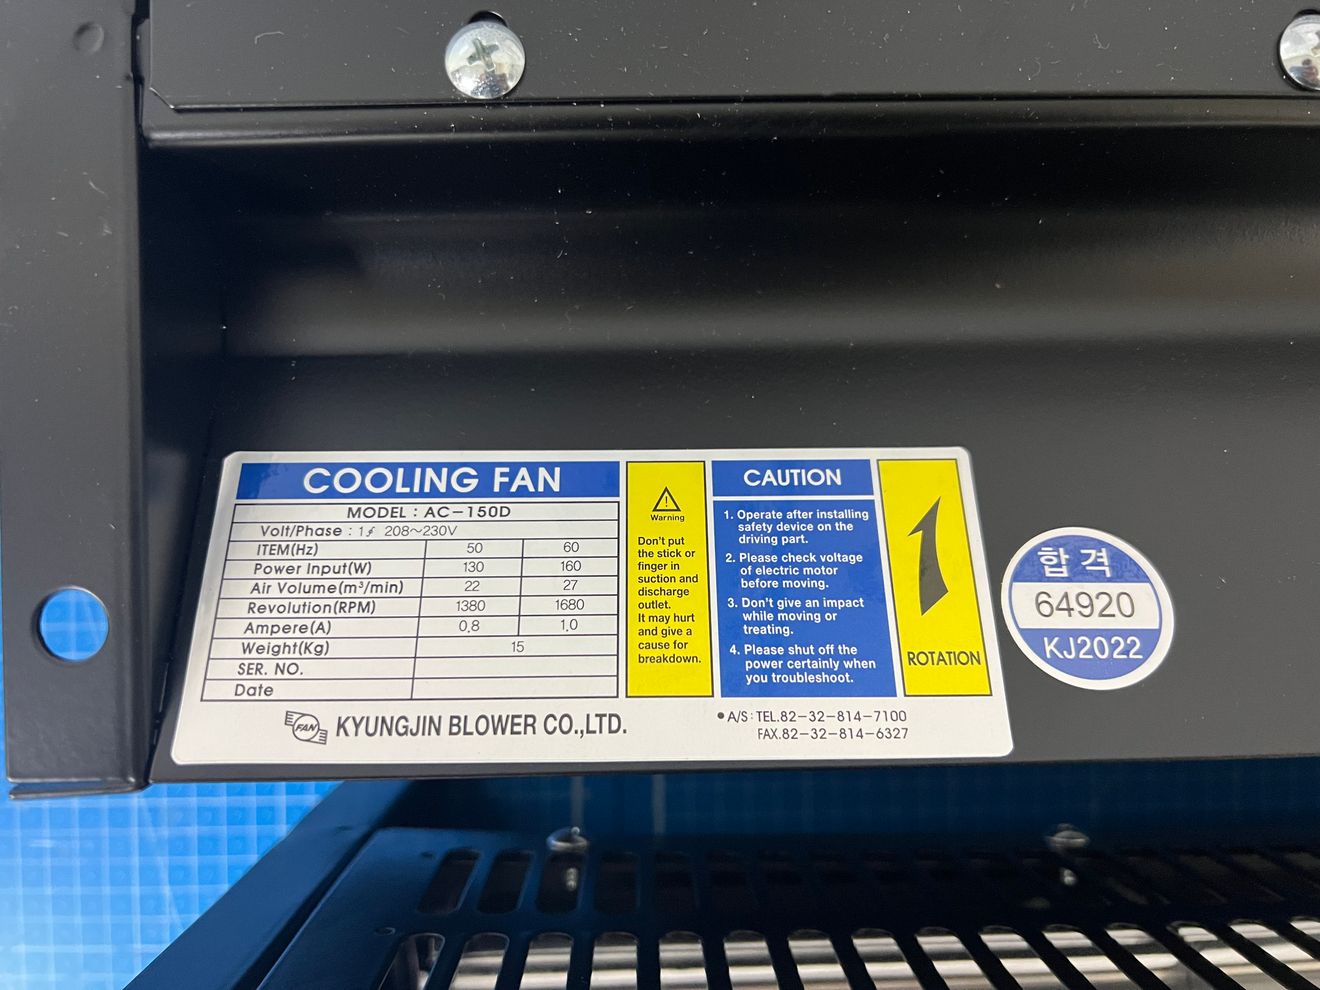 COOLING FAN
MODEL : AC-150D
Volt/Phase : 1∮ 208~230V
ITEM(Hz) 50 60
Power Input(W) 130 160
Air Volume(m³/min) 22 27
Revolution(RPM) 1380 1680
Ampere(A) 0,8 1,0
Weight(Kg) 15
SER. NO.
Date
Warning
Don't put
the stick or
finger in
suction and
discharge
outlet.
It may hurt
and give a
cause for
breakdown.
CAUTION
1. Operate after installing
safety device on the
driving part.
2. Please check voltage
of electric motor
before moving.
3. Don't give an impact
while moving or
treating.
4. Please shut off the
power certainly when
you troubleshoot.
ROTATION
FAN
KYUNGJIN BLOWER CO.,LTD.
●A/S : TEL.82-32-814-7100
FAX.82-32-814-6327
합격
64920
KJ2022